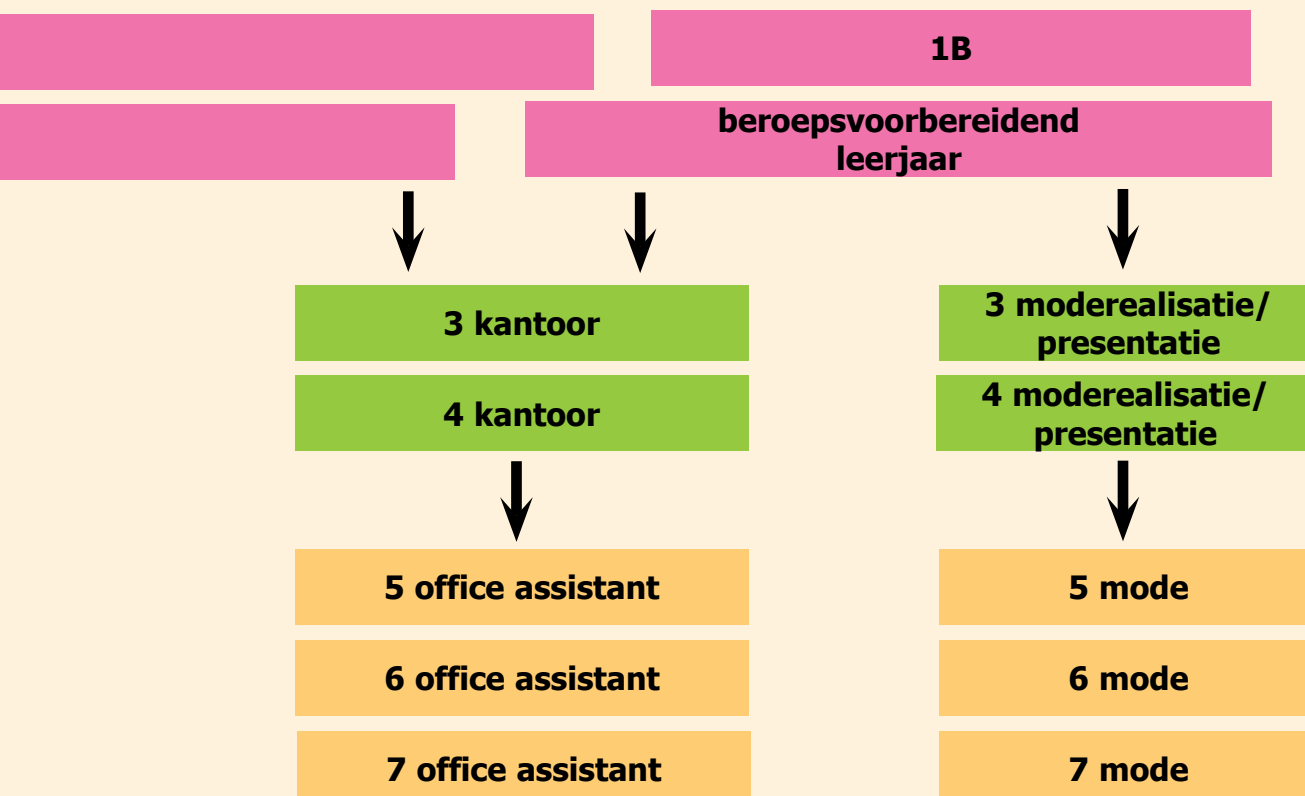 1B
beroepsvoorbereidend
leerjaar
3 kantoor
3 moderealisatie/
presentatie
4 kantoor
4 moderealisatie/
presentatie
5 office assistant
5 mode
6 office assistant
6 mode
7 office assistant
7 mode